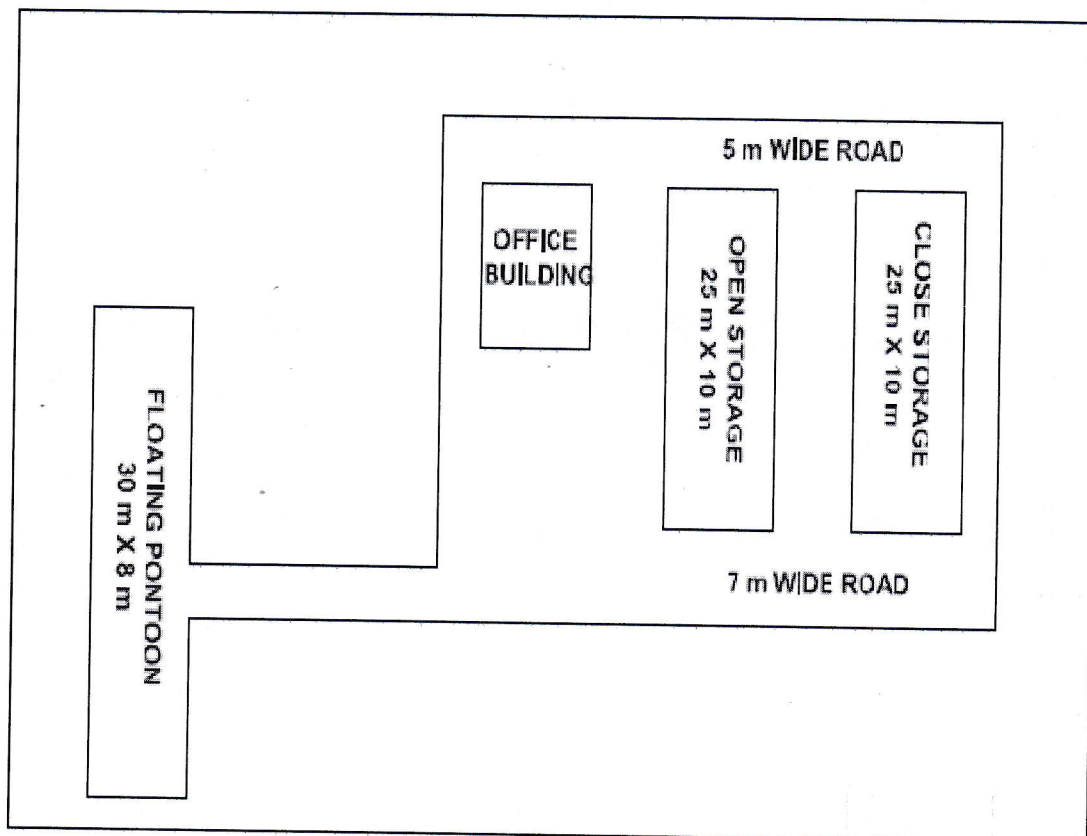 5 m WIDE ROAD
OFFICE
BUILDING
OPEN STORAGE
25 m X 10 m
CLOSE STORAGE
25 m X 10 m
FLOATING PONTOON
30 m X 8 m
7 m WIDE ROAD